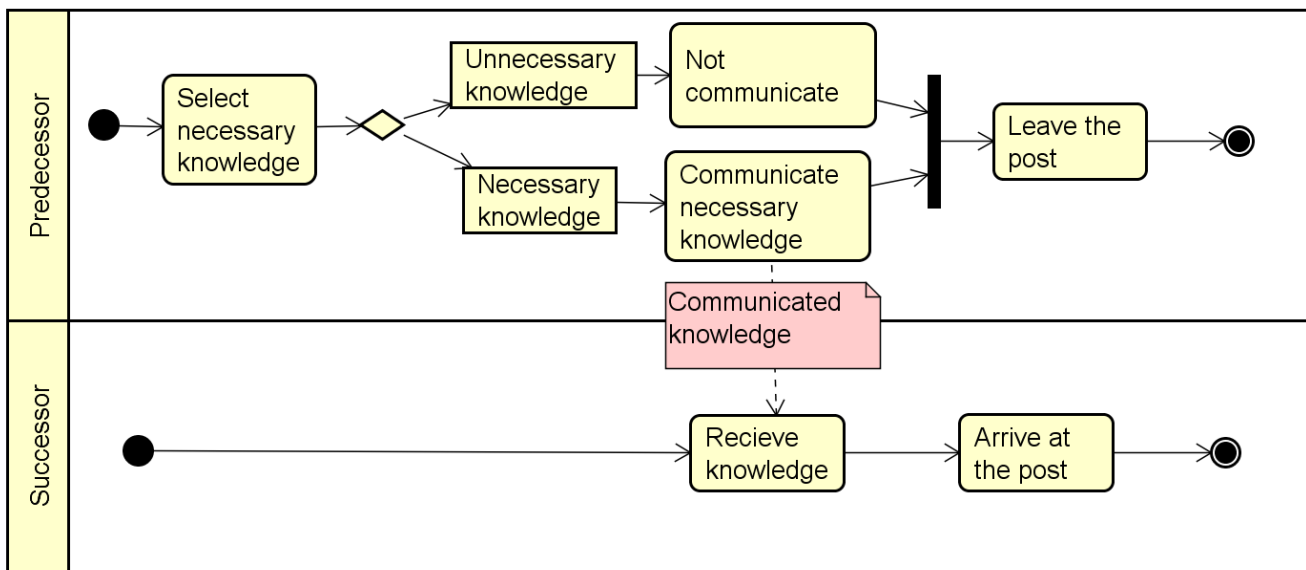 Predecessor
Select
necessary
knowledge
Unnecessary
knowledge
Necessary
knowledge
Not
communicate
Communicate
necessary
knowledge
Leave the
post
Communicated
knowledge
Successor
Recieve
knowledge
Arrive at
the post